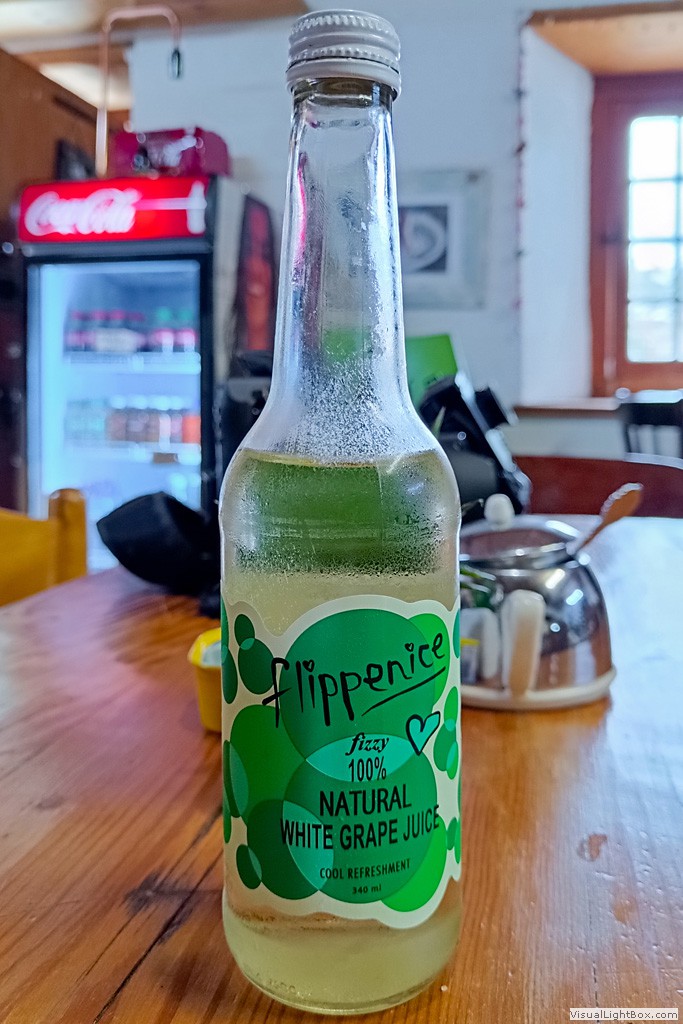 Coca-Cola
flippenice
fizzy
100%
NATURAL
WHITE GRAPE JUICE
COOL REFRESHMENT
340 ml
VisualLightBox.com